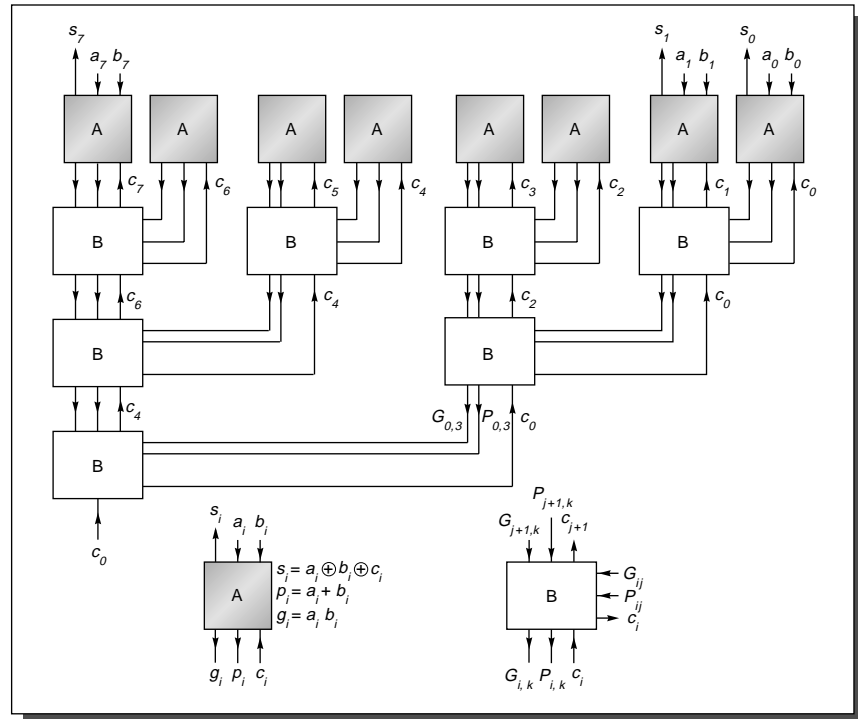 s7 s1 s0
a7 b7 a1 b1 a0 b0
A A A A A A A A
c7 c6 c5 c4 c3 c2 c1 c0
B B B B
c6 c4 c2 c0
B B
c4 G0,3 P0,3 c0
B
c0
si ai bi
A
si = ai ⊕ bi ⊕ ci
pi = ai + bi
gi = ai bi
gi pi ci
Pj+1,k
Gj+1,k cj+1
B
Gij
Pij
ci
Gi,k Pi,k ci